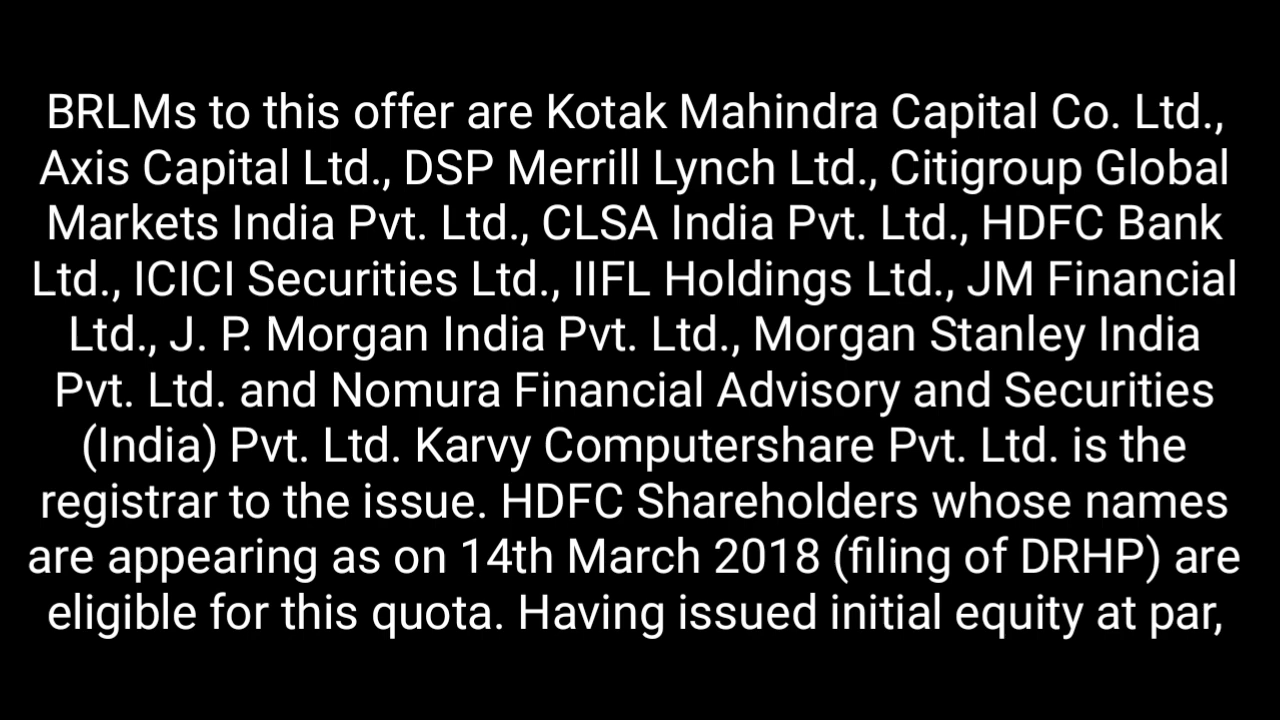 BRLMs to this offer are Kotak Mahindra Capital Co. Ltd.,
Axis Capital Ltd., DSP Merrill Lynch Ltd., Citigroup Global
Markets India Pvt. Ltd., CLSA India Pvt. Ltd., HDFC Bank
Ltd., ICICI Securities Ltd., IIFL Holdings Ltd., JM Financial
Ltd., J. P. Morgan India Pvt. Ltd., Morgan Stanley India
Pvt. Ltd. and Nomura Financial Advisory and Securities
(India) Pvt. Ltd. Karvy Computershare Pvt. Ltd. is the
registrar to the issue. HDFC Shareholders whose names
are appearing as on 14th March 2018 (filing of DRHP) are
eligible for this quota. Having issued initial equity at par,